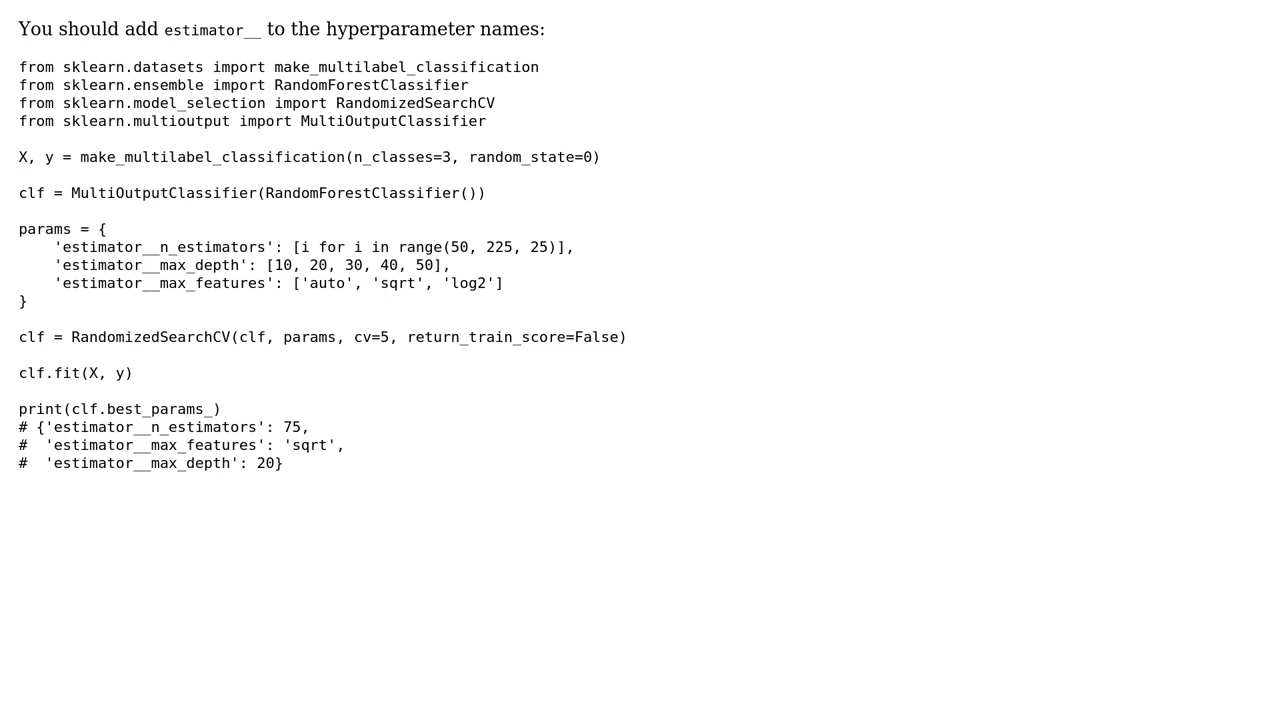 You should add estimator__ to the hyperparameter names:
from sklearn.datasets import make_multilabel_classification
from sklearn.ensemble import RandomForestClassifier
from sklearn.model_selection import RandomizedSearchCV
from sklearn.multioutput import MultiOutputClassifier

X, y = make_multilabel_classification(n_classes=3, random_state=0)

clf = MultiOutputClassifier(RandomForestClassifier())

params = {
    'estimator__n_estimators': [i for i in range(50, 225, 25)],
    'estimator__max_depth': [10, 20, 30, 40, 50],
    'estimator__max_features': ['auto', 'sqrt', 'log2']
}

clf = RandomizedSearchCV(clf, params, cv=5, return_train_score=False)

clf.fit(X, y)

print(clf.best_params_)
# {'estimator__n_estimators': 75,
#  'estimator__max_features': 'sqrt',
#  'estimator__max_depth': 20}